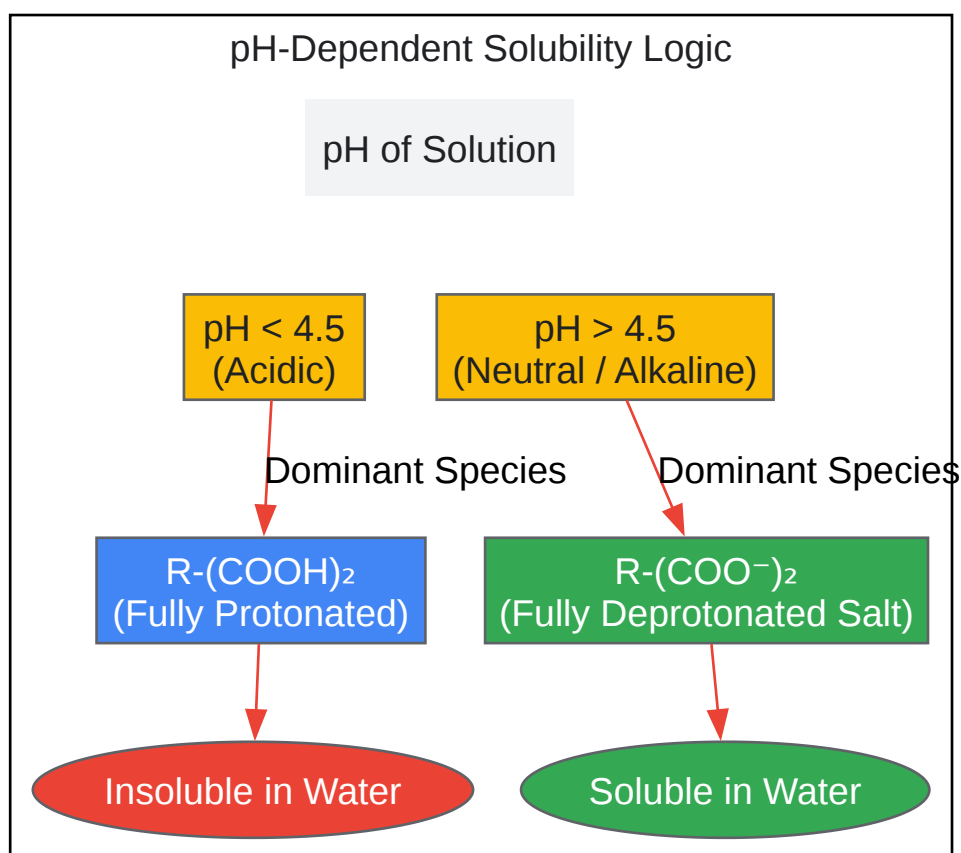 pH-Dependent Solubility Logic
pH of Solution
pH < 4.5
(Acidic)
pH > 4.5
(Neutral / Alkaline)
Dominant Species
Dominant Species
R-(COOH)₂
(Fully Protonated)
R-(COO⁻)₂
(Fully Deprotonated Salt)
Insoluble in Water
Soluble in Water